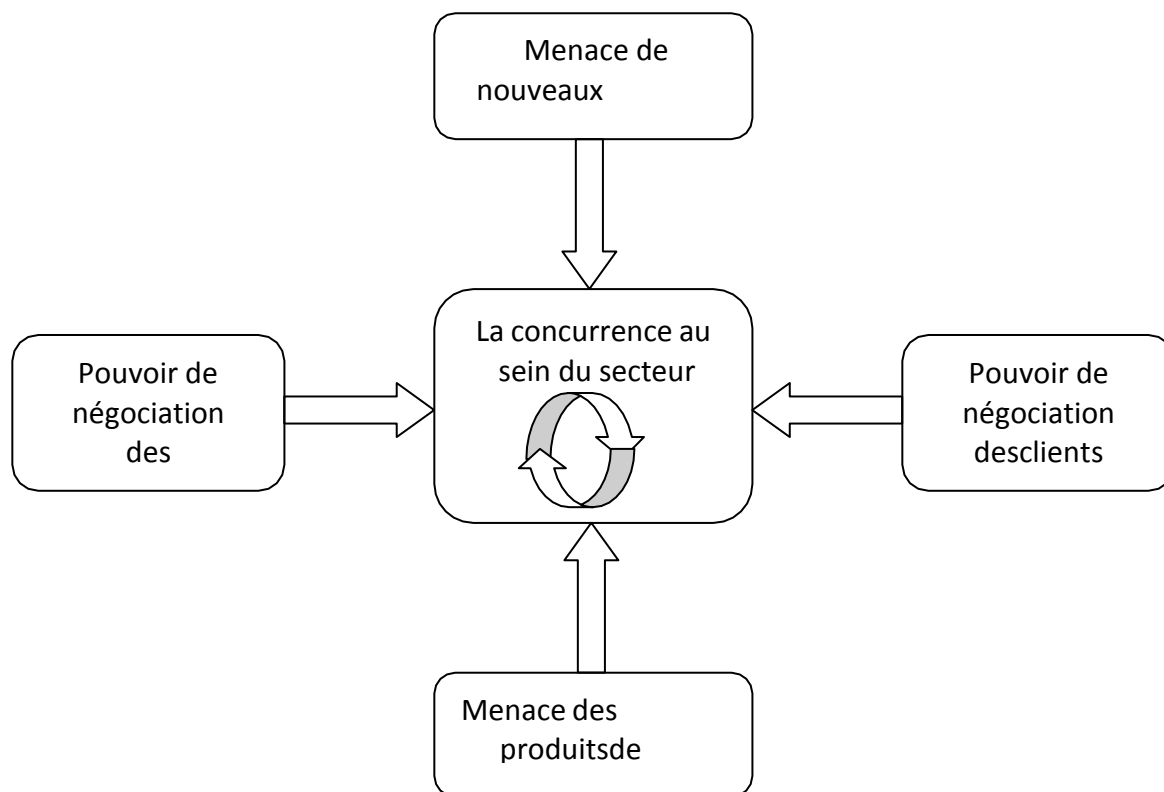 Menace de
nouveaux
La concurrence au
sein du secteur
Pouvoir de
négociation
des
Pouvoir de
négociation
desclients
Menace des
produitsde